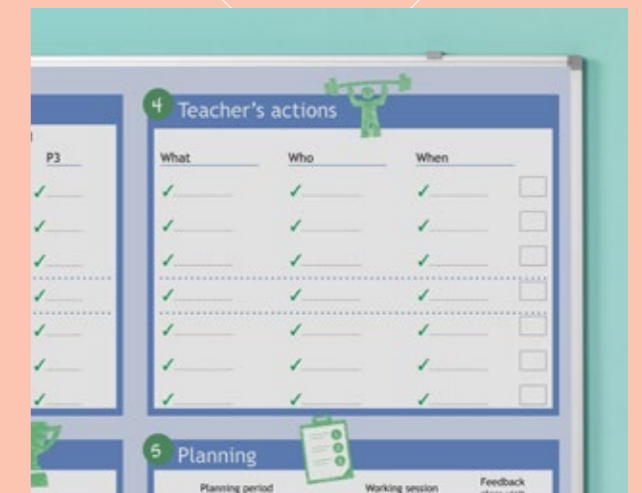 4 Teacher's actions
P3
What Who When
5 Planning
Planning period Working session Feedback